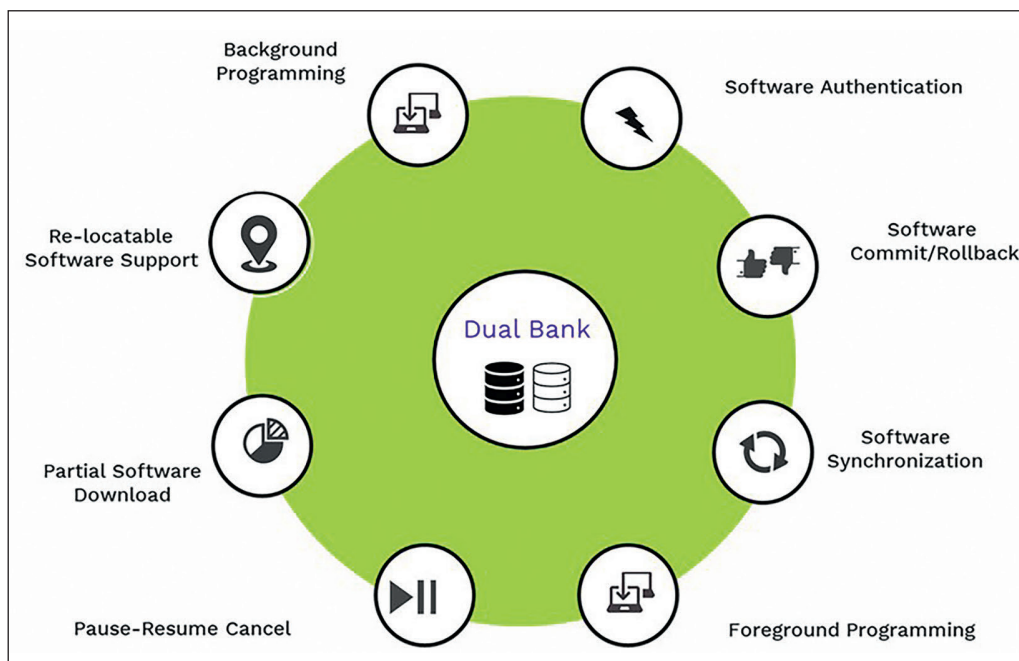 Background
Programming
Software Authentication
Re-locatable
Software Support
Software
Commit/Rollback
Dual Bank
Partial Software
Download
Software
Synchronization
Pause-Resume Cancel
Foreground Programming